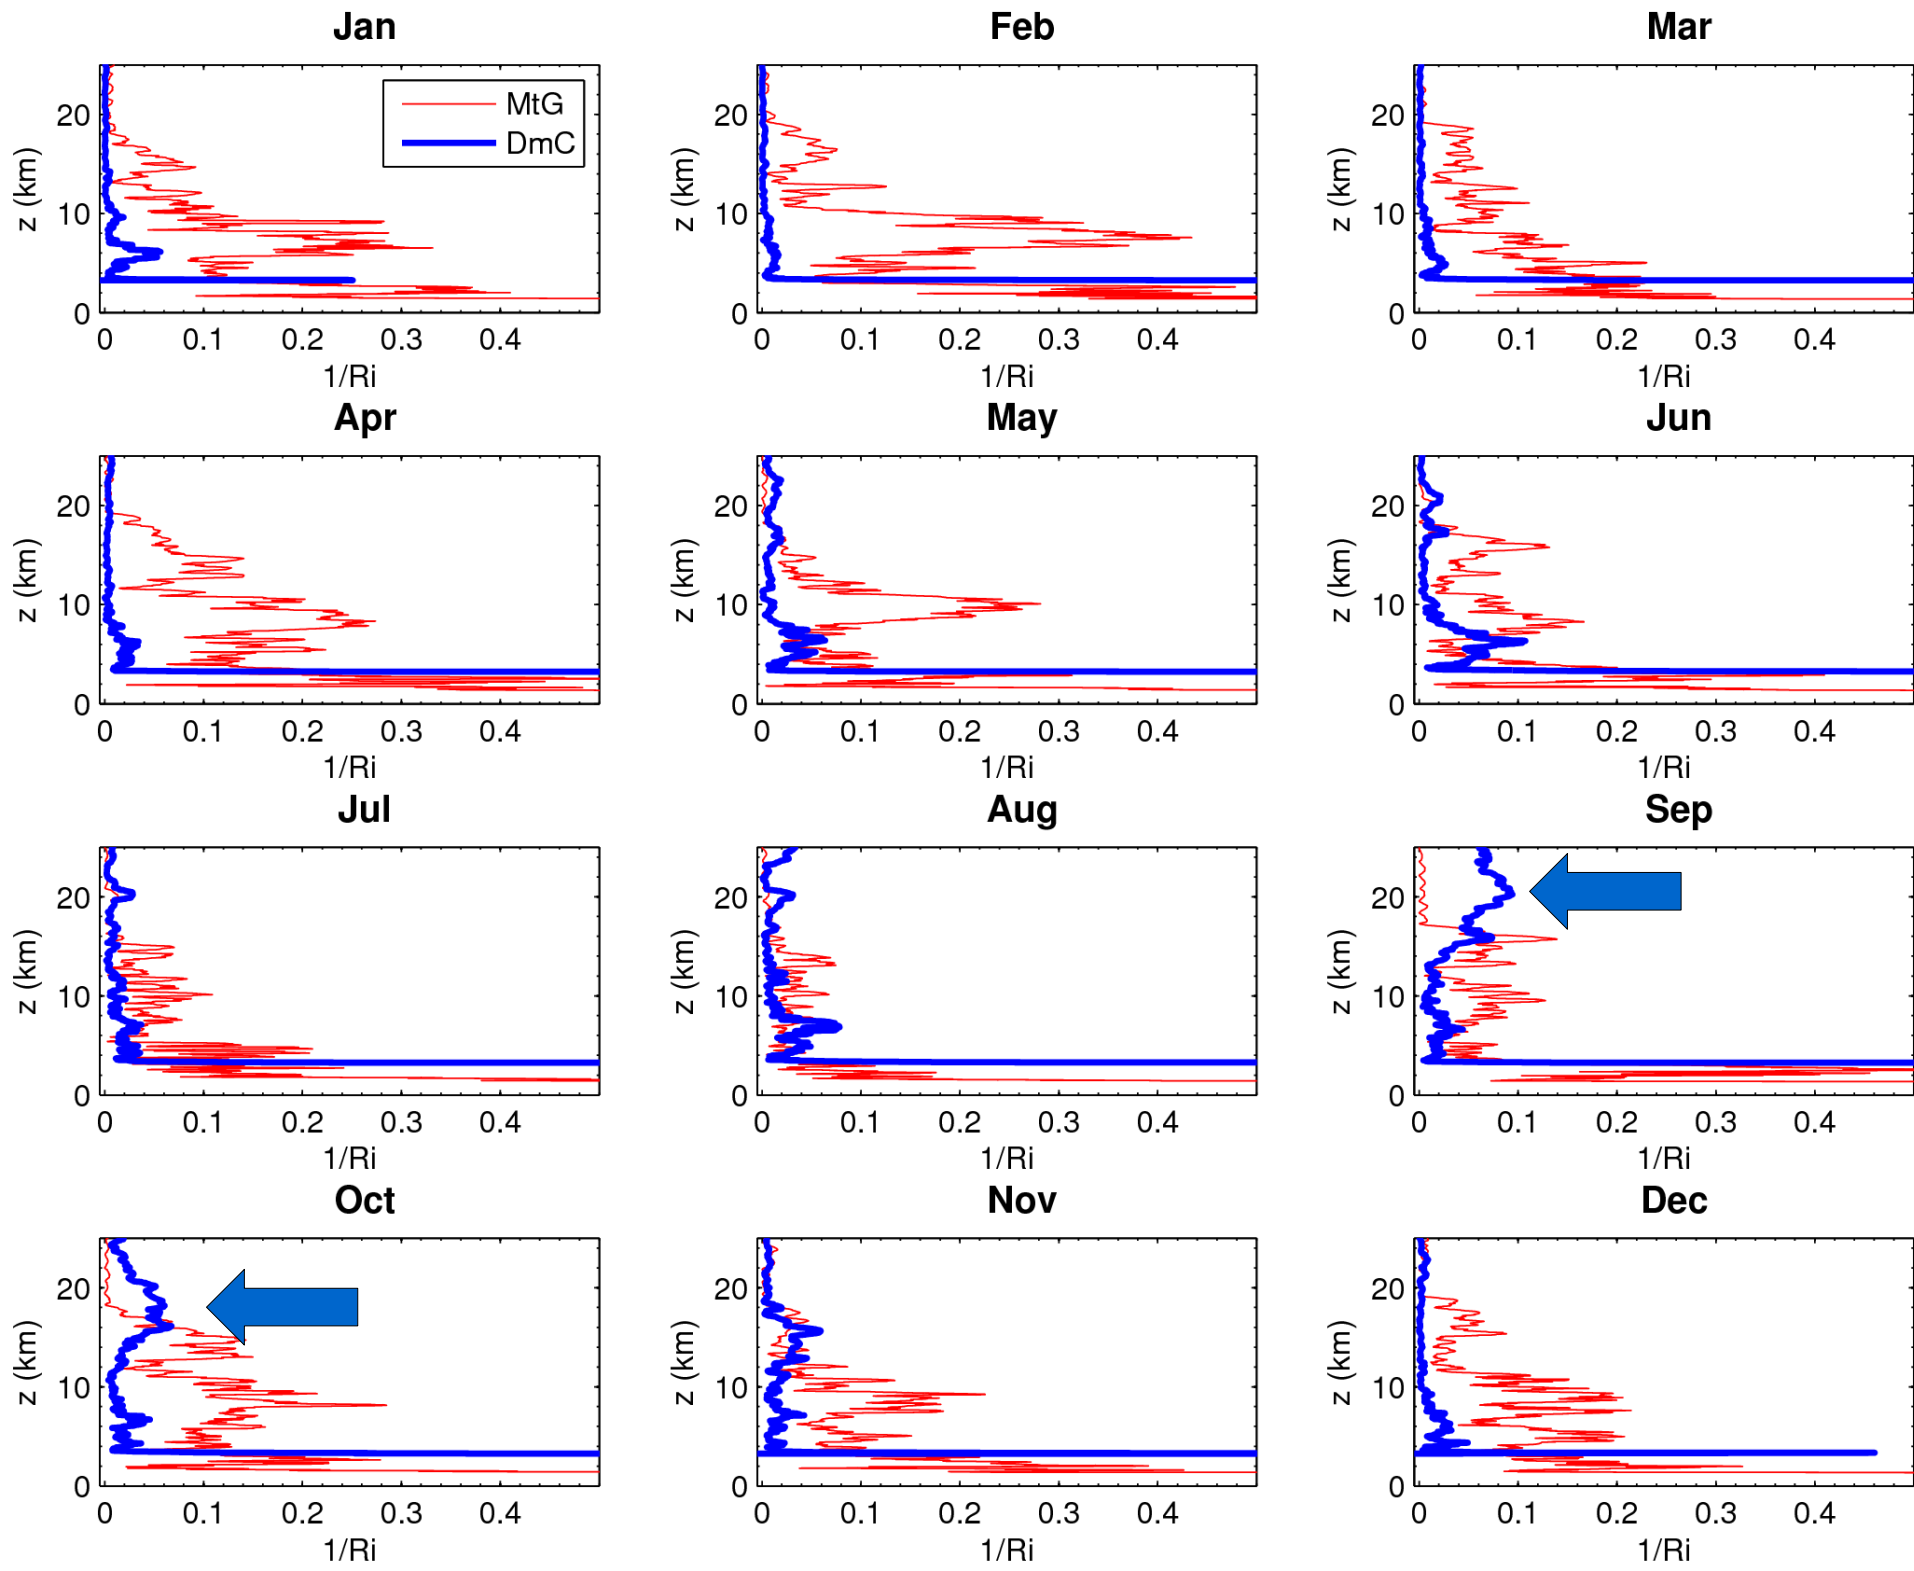 Jan Feb Mar
20 20 20
MtG
DmC
z (km) z (km) z (km)
10 10 10
0 0 0
0 0.1 0.2 0.3 0.4 0 0.1 0.2 0.3 0.4 0 0.1 0.2 0.3 0.4
1/Ri 1/Ri 1/Ri
Apr May Jun
20 20 20
z (km) z (km) z (km)
10 10 10
0 0 0
0 0.1 0.2 0.3 0.4 0 0.1 0.2 0.3 0.4 0 0.1 0.2 0.3 0.4
1/Ri 1/Ri 1/Ri
Jul Aug Sep
20 20 20
z (km) z (km) z (km)
10 10 10
0 0 0
0 0.1 0.2 0.3 0.4 0 0.1 0.2 0.3 0.4 0 0.1 0.2 0.3 0.4
1/Ri 1/Ri 1/Ri
Oct Nov Dec
20 20 20
z (km) z (km) z (km)
10 10 10
0 0 0
0 0.1 0.2 0.3 0.4 0 0.1 0.2 0.3 0.4 0 0.1 0.2 0.3 0.4
1/Ri 1/Ri 1/Ri